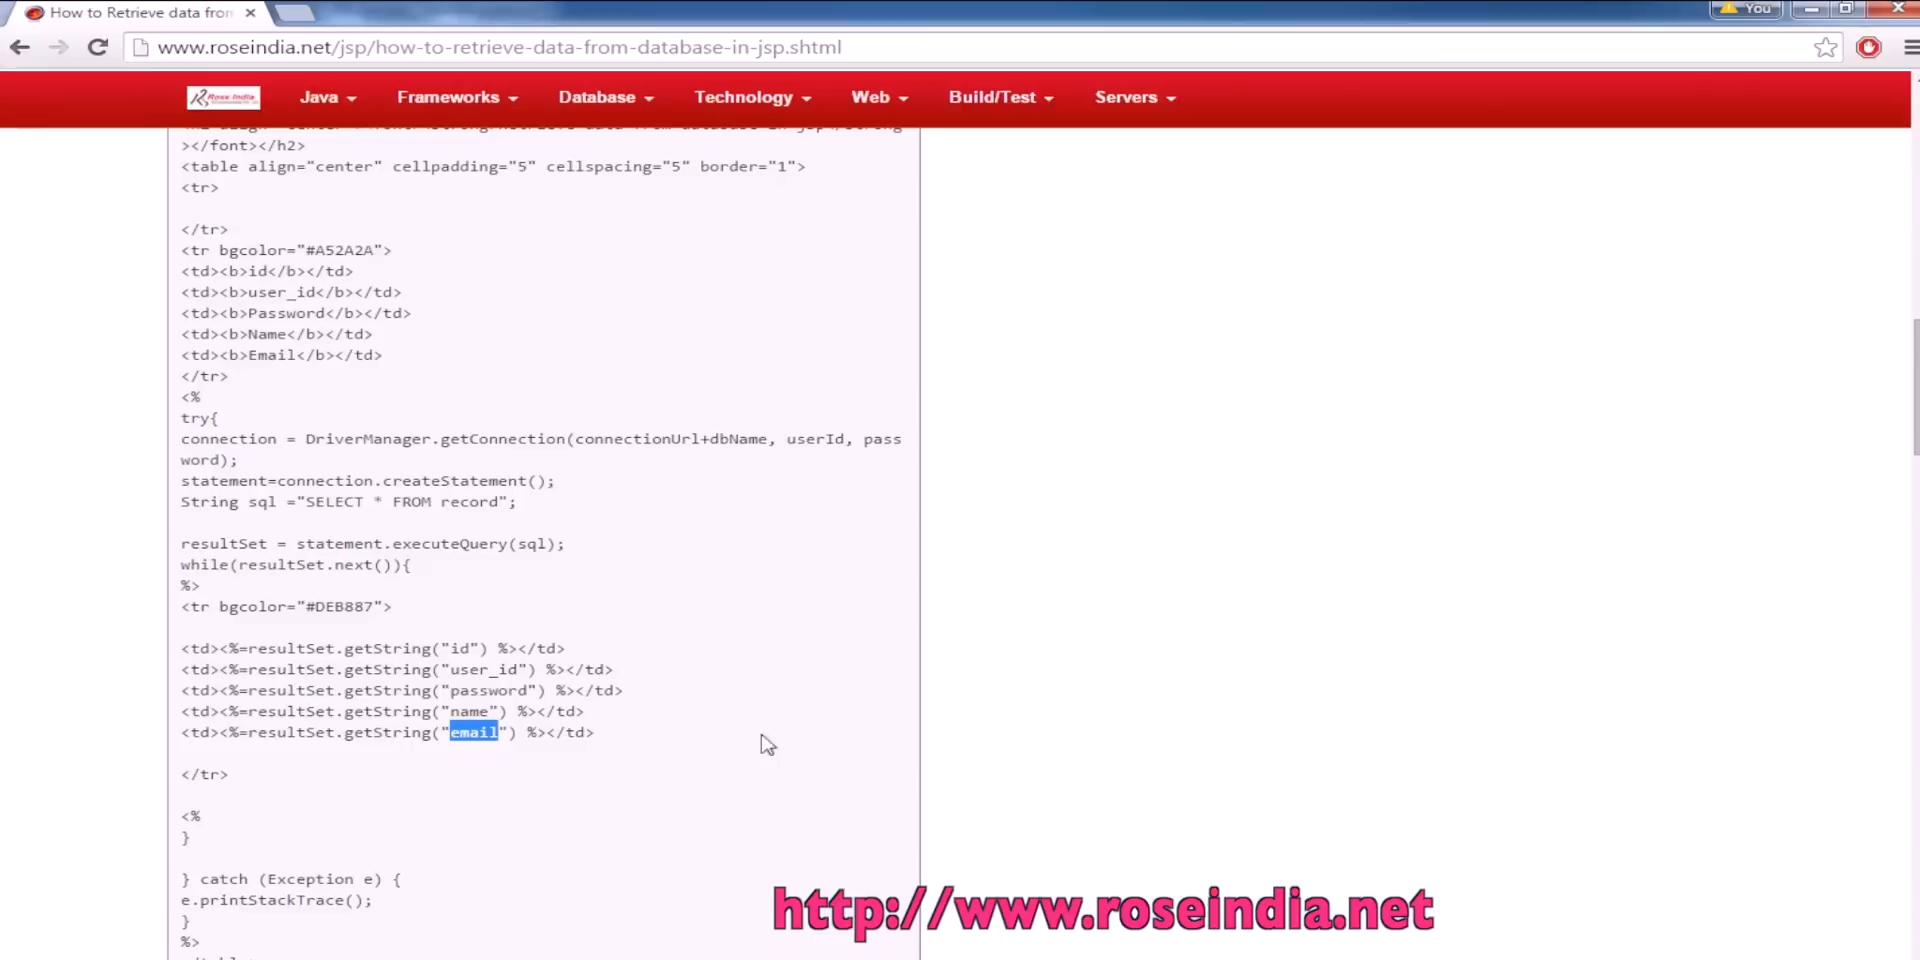 How to Retrieve data from
You
www.roseindia.net/jsp/how-to-retrieve-data-from-database-in-jsp.shtml
Rose India
Java
Frameworks
Database
Technology
Web
Build/Test
Servers
></font></h2>
<table align="center" cellpadding="5" cellspacing="5" border="1">
<tr>
</tr>
<tr bgcolor="#A52A2A">
<td><b>id</b></td>
<td><b>user_id</b></td>
<td><b>Password</b></td>
<td><b>Name</b></td>
<td><b>Email</b></td>
</tr>
<%
try{
connection = DriverManager.getConnection(connectionUrl+dbName, userId, pass
word);
statement=connection.createStatement();
String sql ="SELECT * FROM record";
resultSet = statement.executeQuery(sql);
while(resultSet.next()){
%>
<tr bgcolor="#DEB887">
<td><%=resultSet.getString("id") %></td>
<td><%=resultSet.getString("user_id") %></td>
<td><%=resultSet.getString("password") %></td>
<td><%=resultSet.getString("name") %></td>
<td><%=resultSet.getString("email") %></td>
</tr>
<%
}
} catch (Exception e) {
e.printStackTrace();
}
%>
http://www.roseindia.net